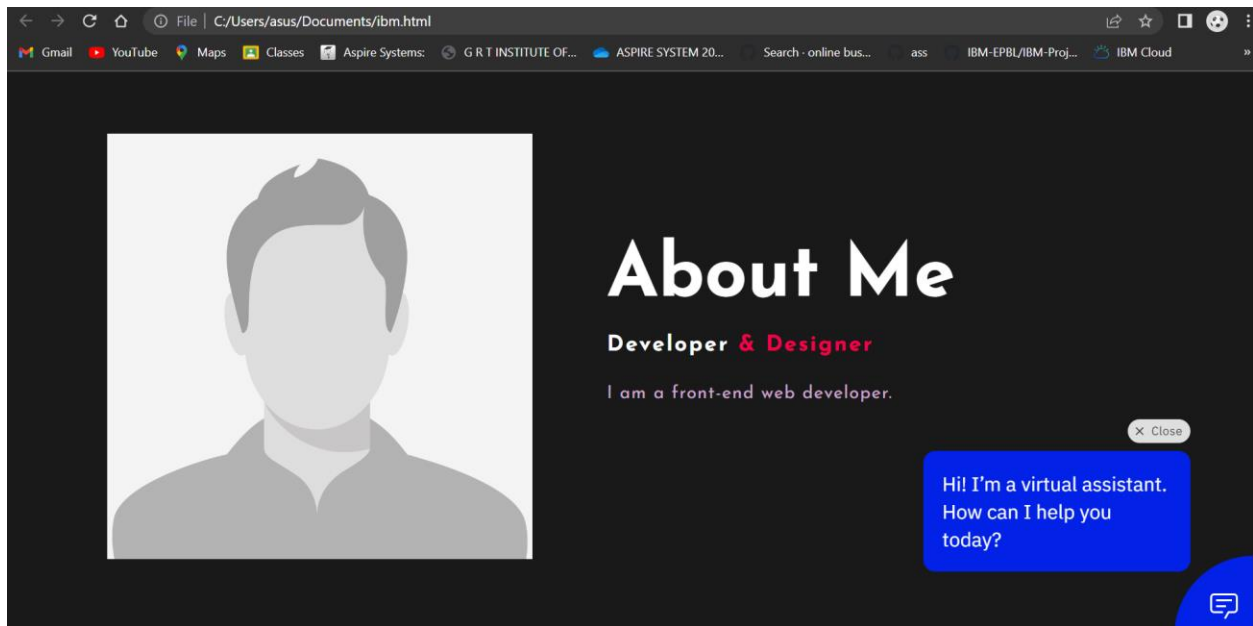 File | C:/Users/asus/Documents/ibm.html
Gmail YouTube Maps Classes Aspire Systems: G R T INSTITUTE OF... ASPIRE SYSTEM 20... Search - online bus... ass IBM-EPBL/IBM-Proj... IBM Cloud »
About Me
Developer & Designer
I am a front-end web developer.
× Close
Hi! I'm a virtual assistant.
How can I help you
today?